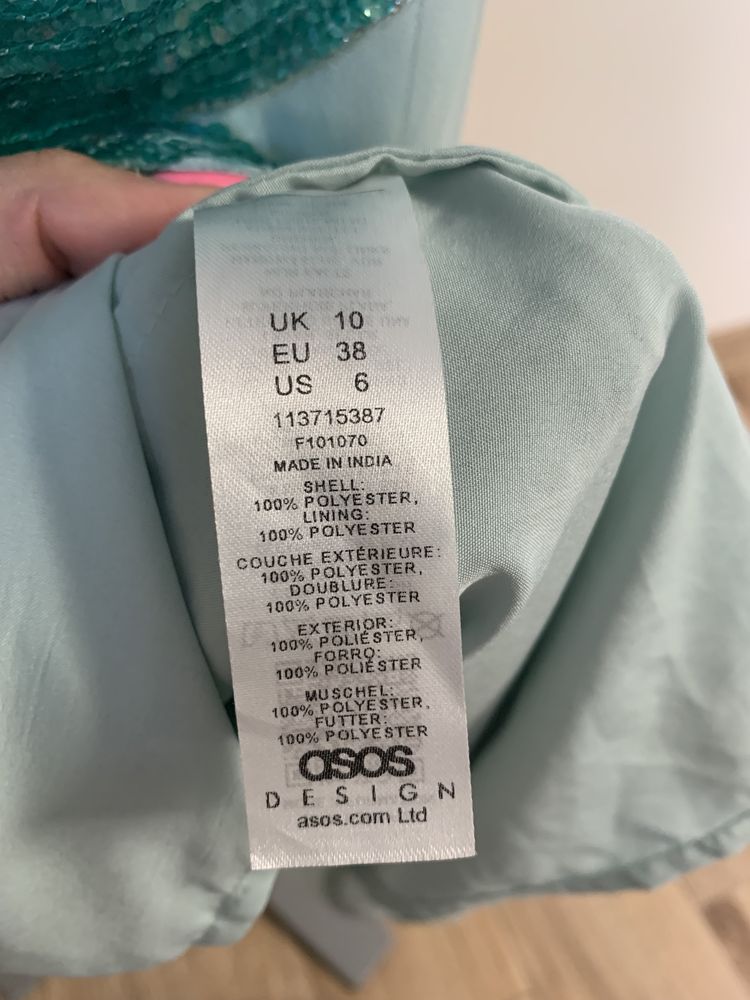 UK 10
EU 38
US 6
113715387
F101070
MADE IN INDIA
SHELL:
100% POLYESTER,
LINING:
100% POLYESTER
COUCHE EXTÉRIEURE:
100% POLYESTER,
DOUBLURE:
100% POLYESTER
EXTERIOR:
100% POLIÉSTER,
FORRO:
100% POLIÉSTER
MUSCHEL:
100% POLYESTER,
FUTTER:
100% POLYESTER
asos
DESIGN
asos.com Ltd